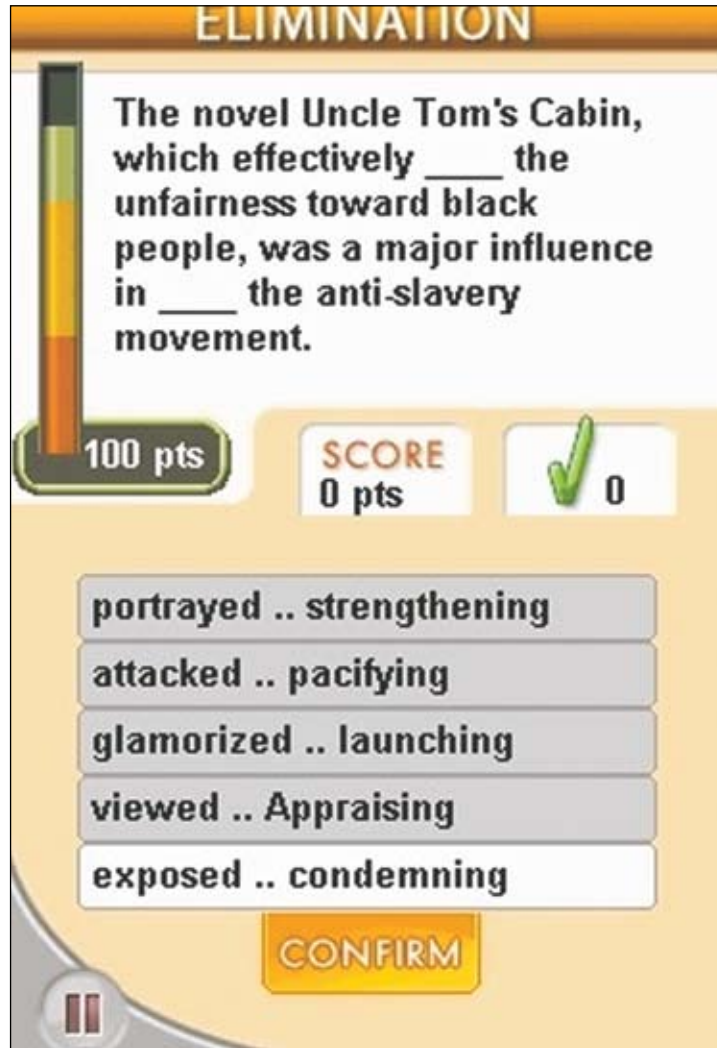 ELIMINATION
The novel Uncle Tom's Cabin,
which effectively ____ the
unfairness toward black
people, was a major influence
in ____ the anti-slavery
movement.
100 pts
SCORE
0 pts
0
portrayed .. strengthening
attacked .. pacifying
glamorized .. launching
viewed .. Appraising
exposed .. condemning
CONFIRM